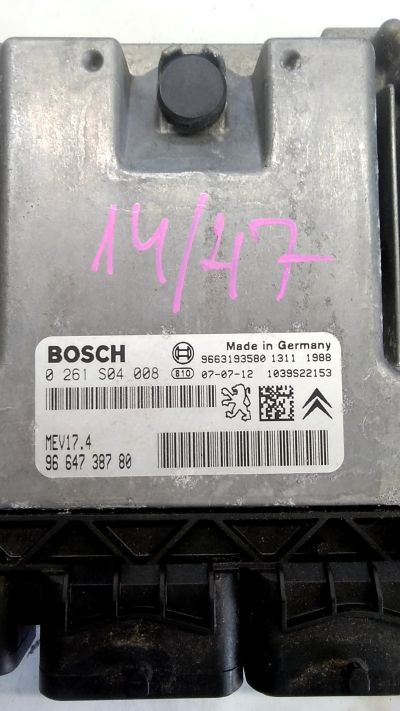 14/47
BOSCH
Made in Germany
9663193580 1311 1988
0 261 S04 008 810 07-07-12 1039S22153
MEV17.4
96 647 387 80